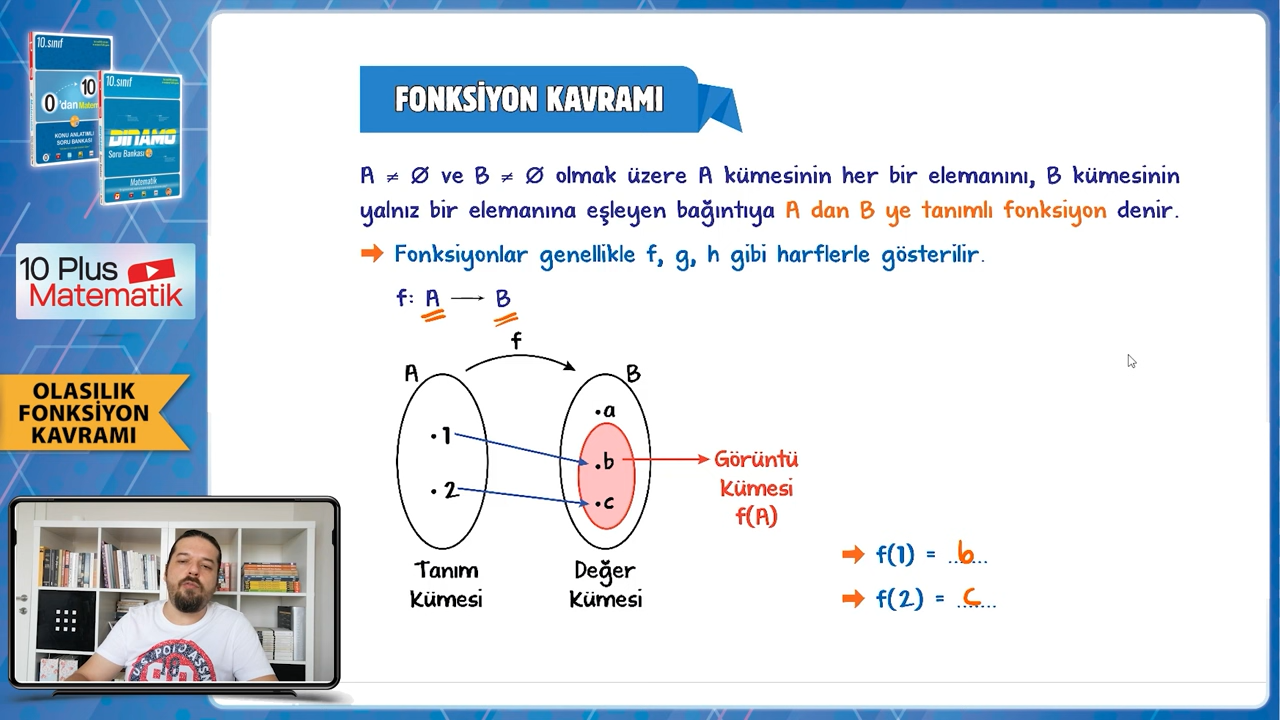 10.sınıf
0'dan 10
KONU ANLATIMLI
SORU BANKASI
10.sınıf
DİNAMO
Soru Bankası
Matematik
10 Plus
Matematik
OLASILIK
FONKSİYON
KAVRAMI
FONKSİYON KAVRAMI
A ≠ Ø ve B ≠ Ø olmak üzere A kümesinin her bir elemanını, B kümesinin
yalnız bir elemanına eşleyen bağıntıya A dan B ye tanımlı fonksiyon denir.
➡ Fonksiyonlar genellikle f, g, h gibi harflerle gösterilir.
f: A → B
f
A
B
.a
.1
.b
.2
.c
Görüntü
Kümesi
f(A)
Tanım
Kümesi
Değer
Kümesi
➡ f(1) = ..b....
➡ f(2) = ..c....
U.S. POLO ASSN